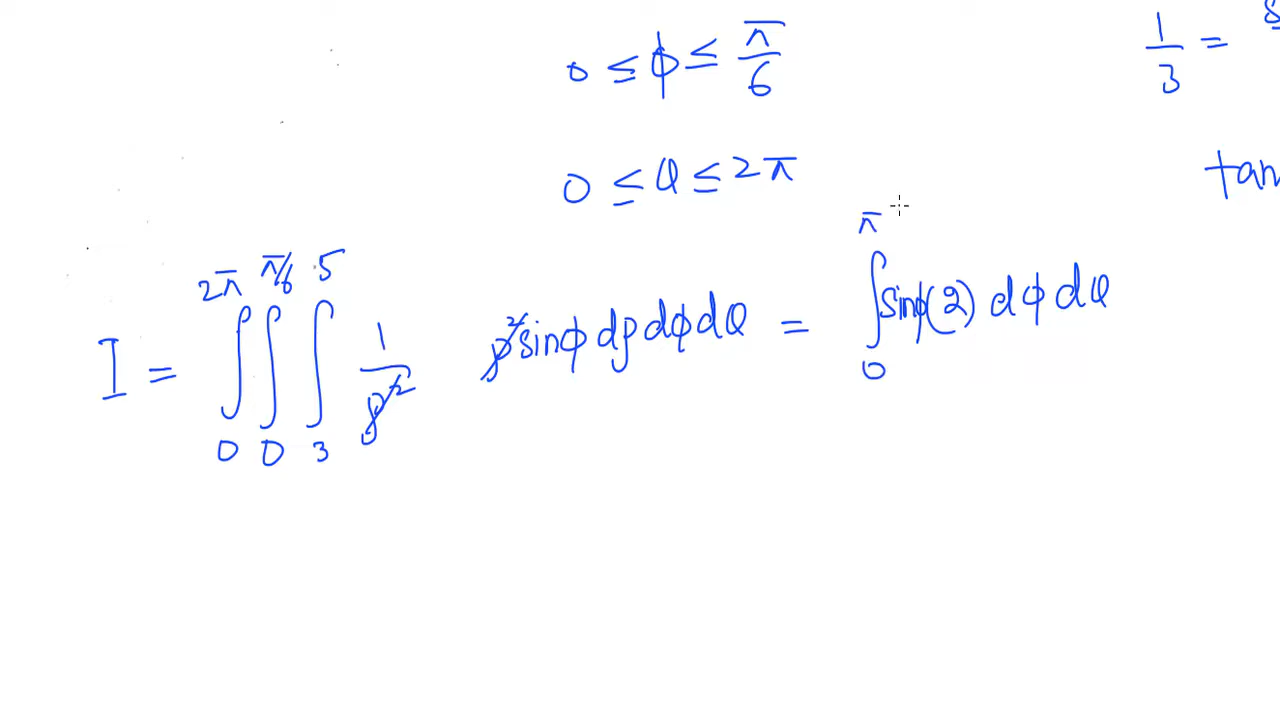 0 ≤ φ ≤ π/6
1/3 =
0 ≤ θ ≤ 2π
tan
I = ∫₀^{2π} ∫₀^{π/6} ∫₃^{5} 1/ρ² ρ² sinφ dρ dφ dθ = ∫₀^{π} sinφ(2) dφ dθ